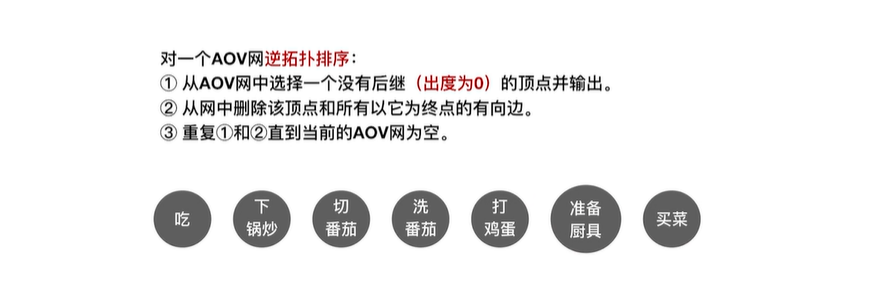 对一个AOV网逆拓扑排序：
① 从AOV网中选择一个没有后继（出度为0）的顶点并输出。
② 从网中删除该顶点和所有以它为终点的有向边。
③ 重复①和②直到当前的AOV网为空。
吃
下
锅炒
切
番茄
洗
番茄
打
鸡蛋
准备
厨具
买菜